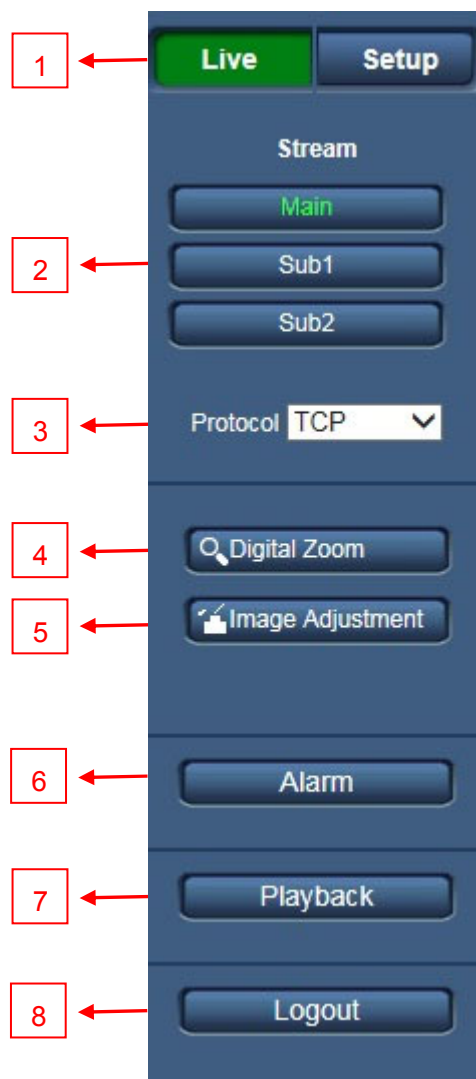 1 Live Setup
Stream
Main
2 Sub1
Sub2
3 Protocol TCP
4 Digital Zoom
5 Image Adjustment
6 Alarm
7 Playback
8 Logout